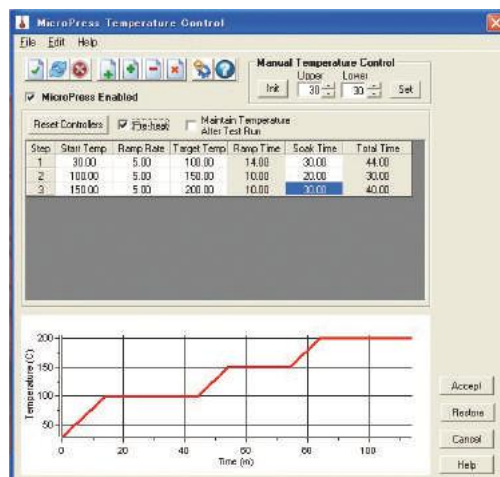 MicroPress Temperature Control
File Edit Help
Manual Temperature Control
Upper Lower
Init 30 30 Set
MicroPress Enabled
Reset Controllers Pre-heat Maintain Temperature
After Test Run
Step Start Temp Ramp Rate Target Temp Ramp Time Soak Time Total Time
1 30.00 5.00 100.00 14.00 30.00 44.00
2 100.00 5.00 150.00 10.00 20.00 30.00
3 150.00 5.00 200.00 10.00 30.00 40.00
Temperature (C)
200
150
100
50
0 20 40 60 80 100
Time (m)
Accept
Restore
Cancel
Help